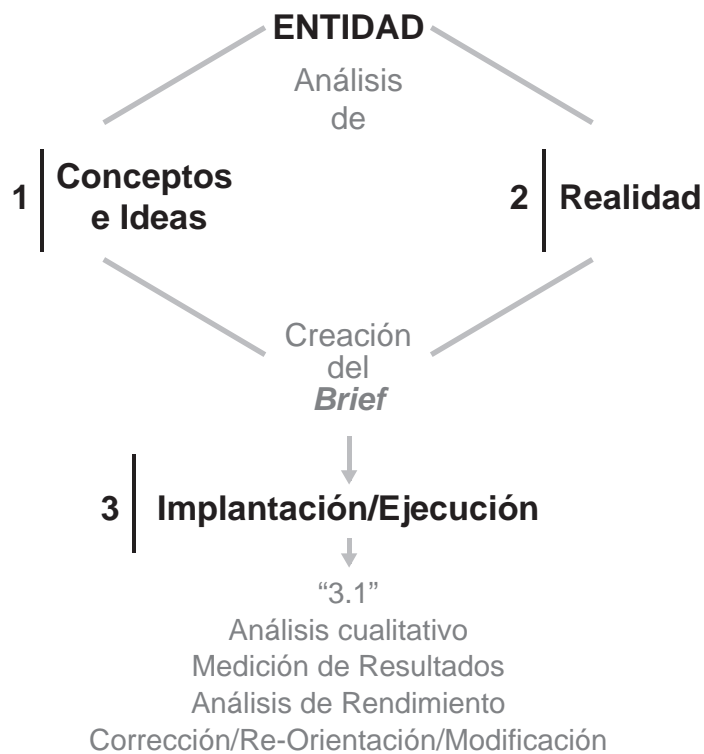 ENTIDAD
Análisis
de
1
Conceptos
e Ideas
2
Realidad
Creación
del
Brief
3
Implantación/Ejecución
“3.1”
Análisis cualitativo
Medición de Resultados
Análisis de Rendimiento
Corrección/Re-Orientación/Modificación